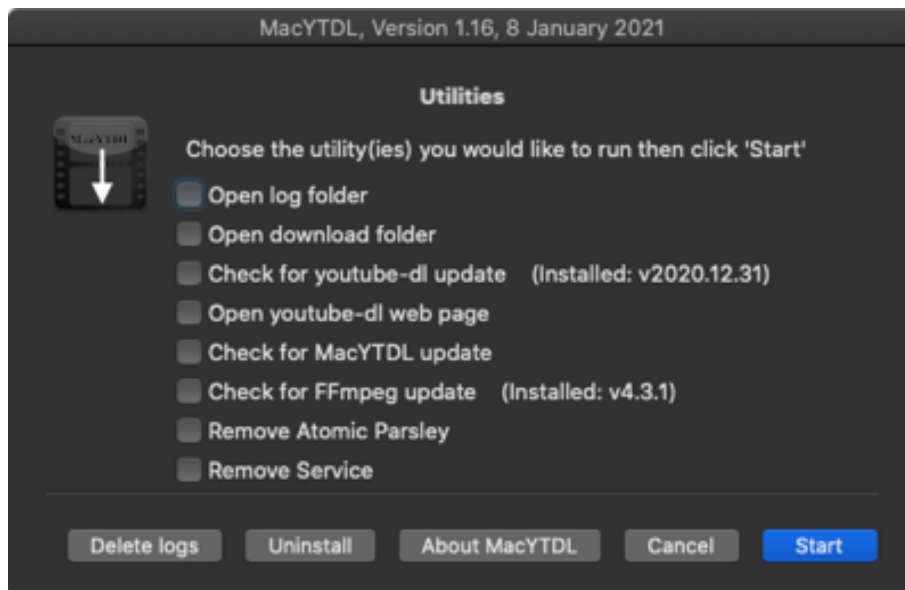 MacYTDL, Version 1.16, 8 January 2021
Utilities
MacYTDL
Choose the utility(ies) you would like to run then click 'Start'
Open log folder
Open download folder
Check for youtube-dl update (Installed: v2020.12.31)
Open youtube-dl web page
Check for MacYTDL update
Check for FFmpeg update (Installed: v4.3.1)
Remove Atomic Parsley
Remove Service
Delete logs Uninstall About MacYTDL Cancel Start